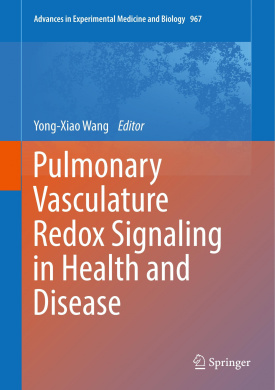 Advances in Experimental Medicine and Biology 967
Yong-Xiao Wang Editor
Pulmonary
Vasculature
Redox Signaling
in Health and
Disease
Springer